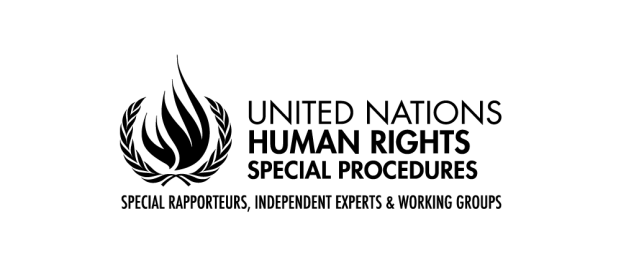 UNITED NATIONS
HUMAN RIGHTS
SPECIAL PROCEDURES
SPECIAL RAPPORTEURS, INDEPENDENT EXPERTS & WORKING GROUPS